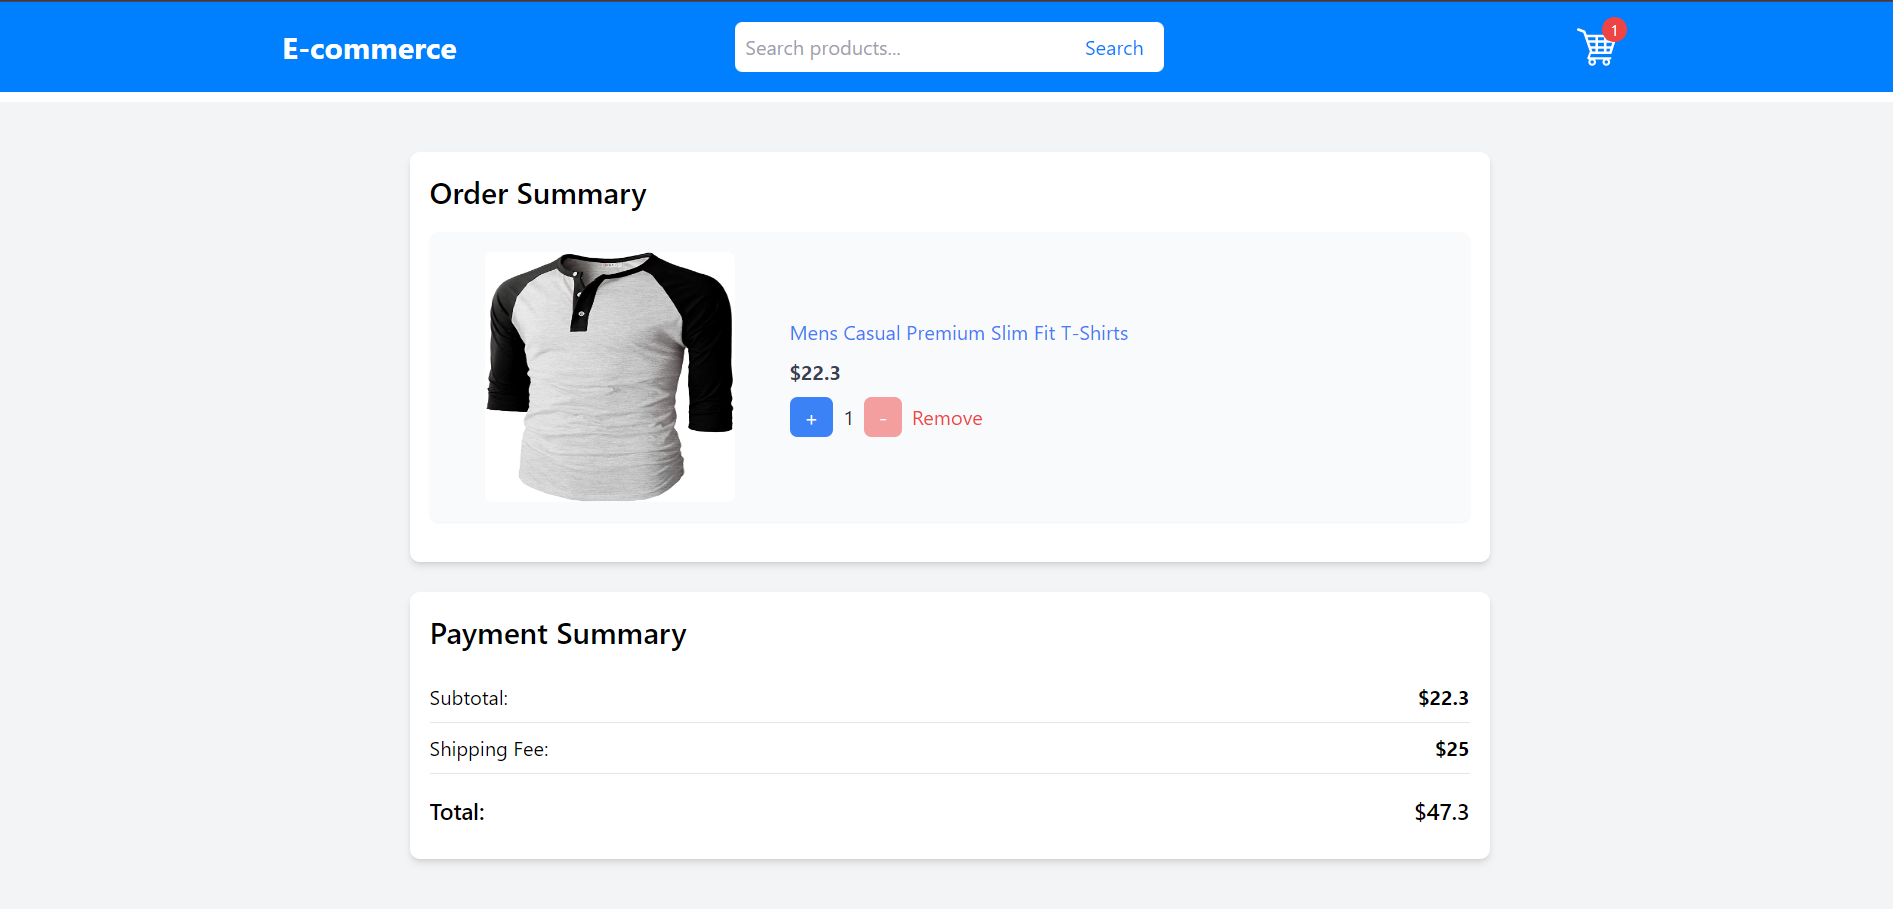 E-commerce
Search products...
Search
1
Order Summary
Mens Casual Premium Slim Fit T-Shirts
$22.3
+ 1 - Remove
Payment Summary
Subtotal: $22.3
Shipping Fee: $25
Total: $47.3